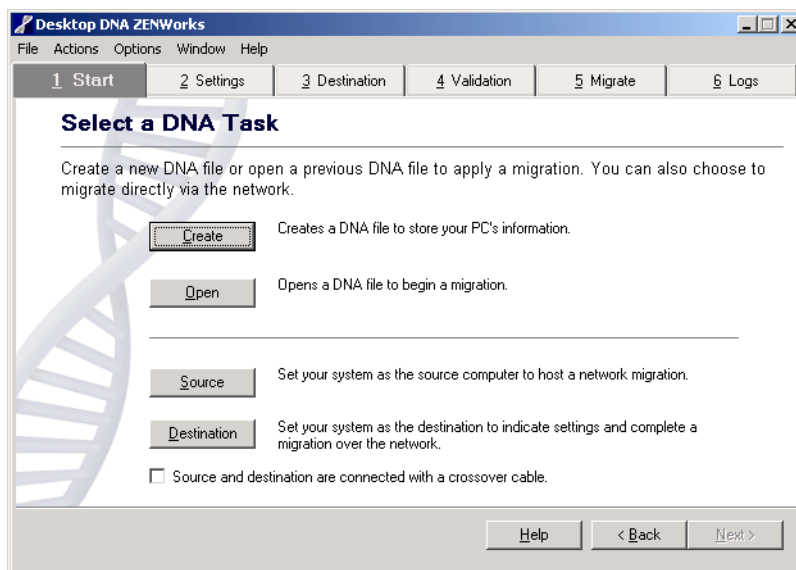 Desktop DNA ZENWorks
File Actions Options Window Help
1 Start 2 Settings 3 Destination 4 Validation 5 Migrate 6 Logs
Select a DNA Task
Create a new DNA file or open a previous DNA file to apply a migration. You can also choose to
migrate directly via the network.
Create Creates a DNA file to store your PC's information.
Open Opens a DNA file to begin a migration.
Source Set your system as the source computer to host a network migration.
Destination Set your system as the destination to indicate settings and complete a
migration over the network.
Source and destination are connected with a crossover cable.
Help < Back Next >